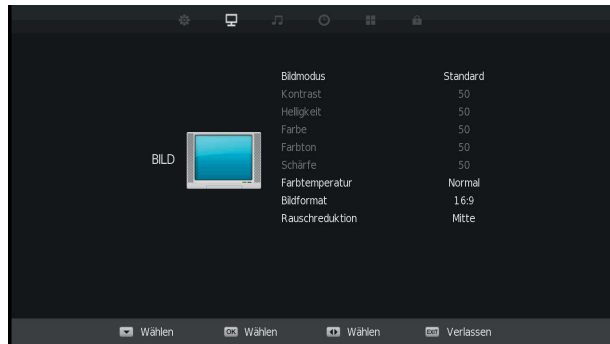 Bildmodus Standard
Kontrast 50
Helligkeit 50
Farbe 50
Farbton 50
BILD
Schärfe 50
Farbtemperatur Normal
Bildformat 16:9
Rauschreduktion Mitte
Wählen OK Wählen Wählen EXIT Verlassen